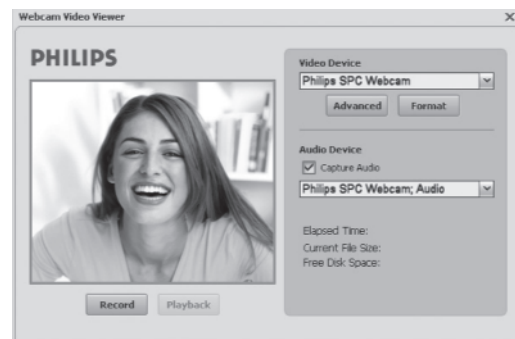 Webcam Video Viewer
PHILIPS
Video Device
Philips SPC Webcam
Advanced Format
Audio Device
Capture Audio
Philips SPC Webcam; Audio
Elapsed Time:
Current File Size:
Free Disk Space:
Record Playback